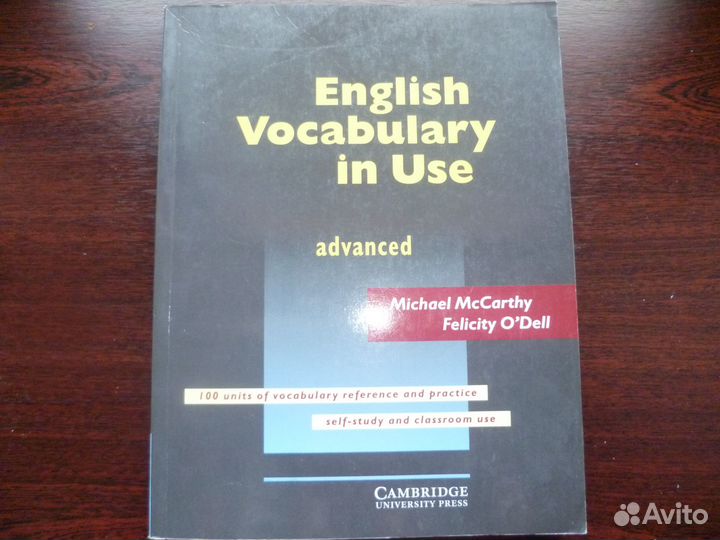 English
Vocabulary
in Use
advanced
Michael McCarthy
Felicity O'Dell
100 units of vocabulary reference and practice
self-study and classroom use
CAMBRIDGE
UNIVERSITY PRESS
Avito